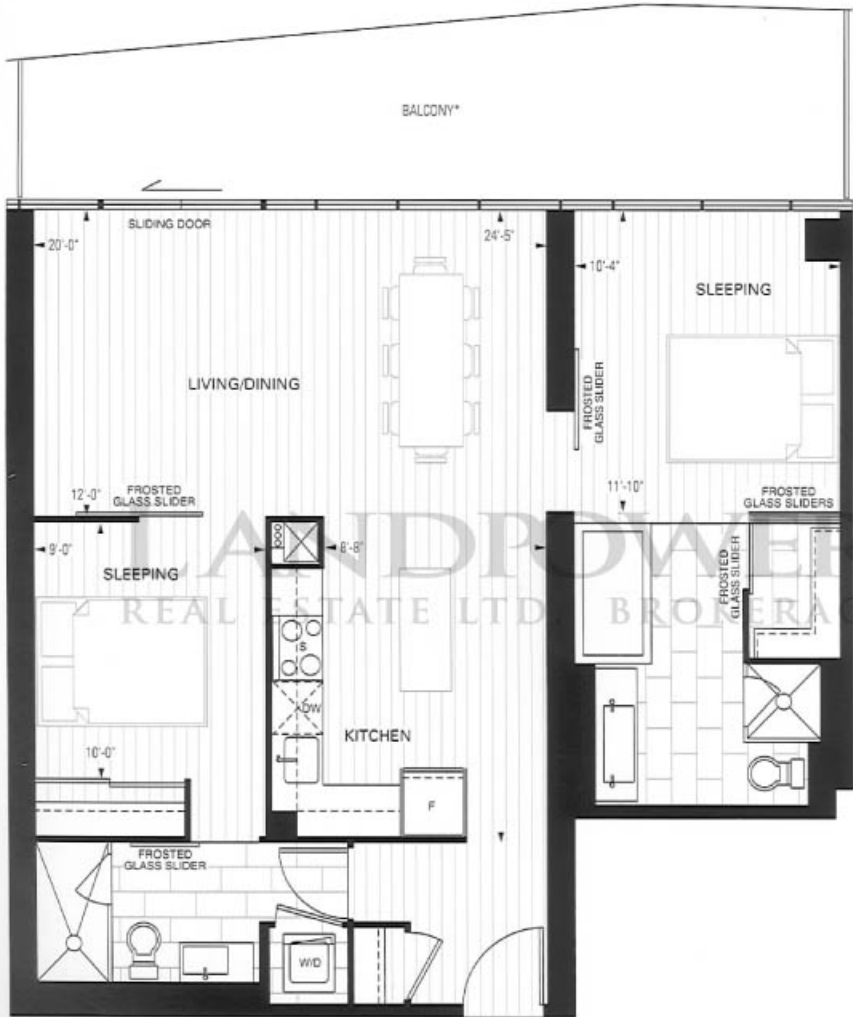 BALCONY*
SLIDING DOOR
20'-0"
24'-5"
10'-4"
SLEEPING
LIVING/DINING
FROSTED
GLASS SLIDER
12'-0"
FROSTED
GLASS SLIDER
11'-10"
FROSTED
GLASS SLIDERS
9'-0"
8'-8"
SLEEPING
FROSTED
GLASS SLIDER
LANDPOWER
REAL ESTATE LTD. BROKERAG
S
DW
KITCHEN
10'-0"
F
FROSTED
GLASS SLIDER
W/D